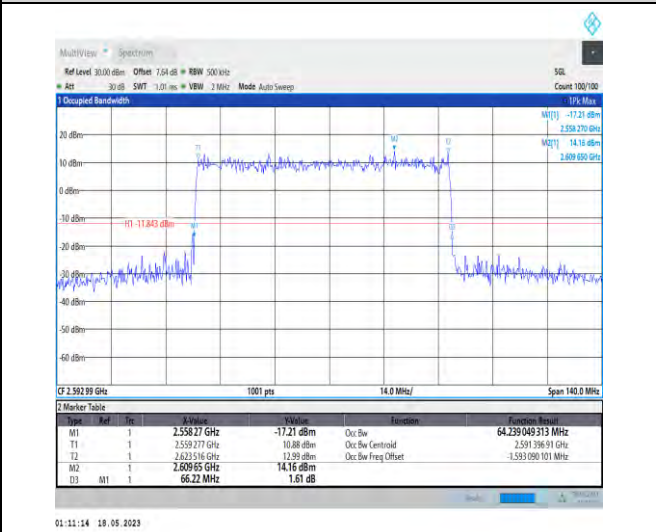 MultiView Spectrum
Ref Level 30.00 dBm Offset 7.64 dB RBW 500 kHz SGL
Att 30 dB SWT 1.01 ms VBW 2 MHz Mode Auto Sweep Count 100/100
1 Occupied Bandwidth 1Pk Max
M1[1] -17.21 dBm
2.558 270 GHz
M2[1] 14.16 dBm
2.609 650 GHz
20 dBm
10 dBm
0 dBm
-10 dBm
H1 -11.843 dBm
-20 dBm
-30 dBm
-40 dBm
-50 dBm
-60 dBm
T1
M2
T2
M1
D3
CF 2.592 99 GHz 1001 pts 14.0 MHz/ Span 140.0 MHz
2 Marker Table
Type Ref Trc X-Value Y-Value Function Function Result
M1 1 2.558 27 GHz -17.21 dBm Occ Bw 64.239 049 313 MHz
T1 1 2.559 277 GHz 10.88 dBm Occ Bw Centroid 2.591 396 91 GHz
T2 1 2.623 516 GHz 12.99 dBm Occ Bw Freq Offset -1.593 090 101 MHz
M2 1 2.609 65 GHz 14.16 dBm
D3 M1 1 66.22 MHz 1.61 dB
01:11:14 18.05.2023